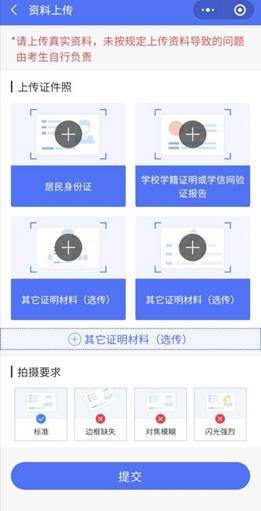 资料上传
*请上传真实资料，未按规定上传资料导致的问题
由考生自行负责
上传证件照
居民身份证
学校学籍证明或学信网验
证报告
其它证明材料（选传）
其它证明材料（选传）
其它证明材料（选传）
拍摄要求
标准
边框缺失
对焦模糊
闪光强烈
提交